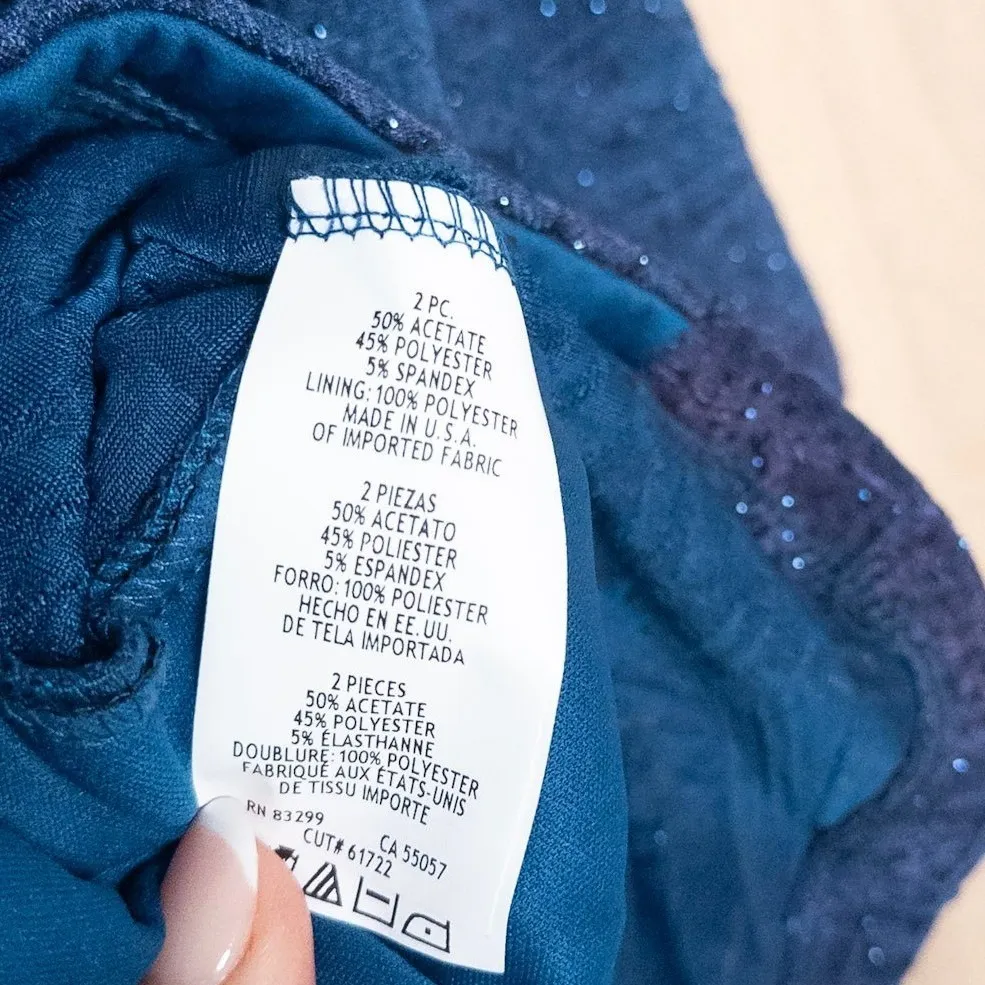 2 PC.
50% ACETATE
45% POLYESTER
5% SPANDEX
LINING: 100% POLYESTER
MADE IN U.S.A.
OF IMPORTED FABRIC
2 PIEZAS
50% ACETATO
45% POLIESTER
5% ESPANDEX
FORRO: 100% POLIESTER
HECHO EN EE.UU.
DE TELA IMPORTADA
2 PIECES
50% ACETATE
45% POLYESTER
5% ÉLASTHANNE
DOUBLURE: 100% POLYESTER
FABRIQUÉ AUX ÉTATS-UNIS
DE TISSU IMPORTE
RN 83299 CA 55057
CUT# 61722